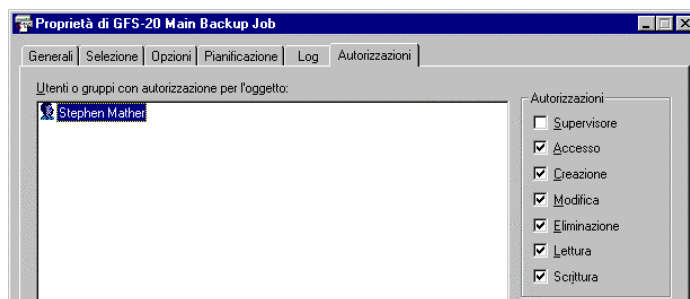 Proprietà di GFS-20 Main Backup Job
Generali Selezione Opzioni Pianificazione Log Autorizzazioni
Utenti o gruppi con autorizzazione per l'oggetto:
Stephen Mather
Autorizzazioni
Supervisore
Accesso
Creazione
Modifica
Eliminazione
Lettura
Scrittura